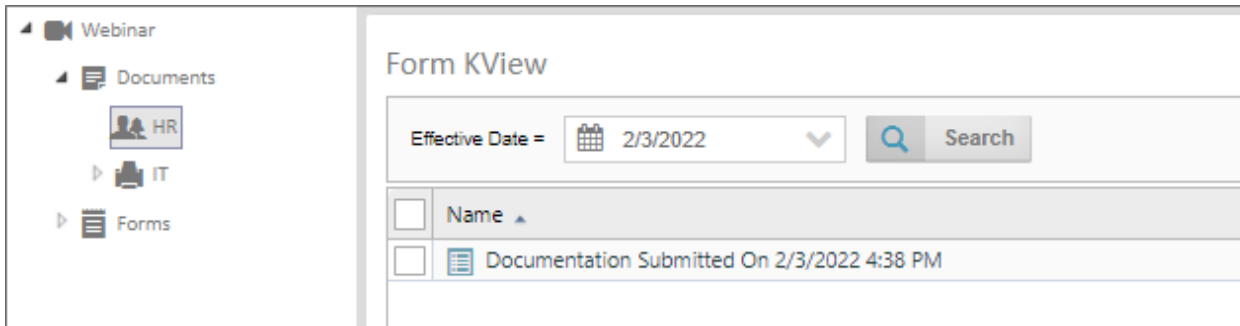 Webinar
Documents
HR
IT
Forms
Form KView
Effective Date =
2/3/2022
Search
Name
Documentation Submitted On 2/3/2022 4:38 PM